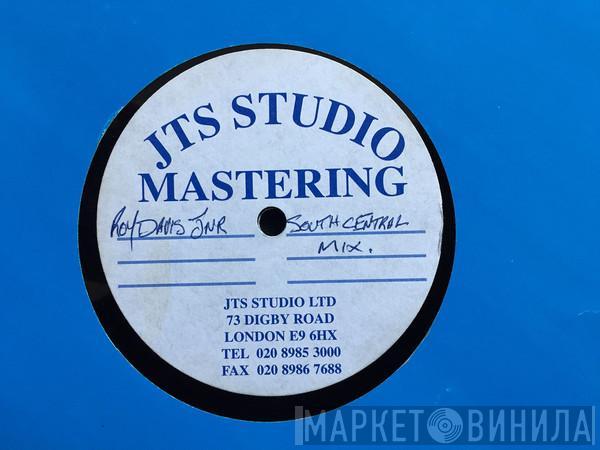 JTS STUDIO
MASTERING
ROY DAVIS JNR
SOUTH CENTRAL
MIX.
JTS STUDIO LTD
73 DIGBY ROAD
LONDON E9 6HX
TEL 020 8985 3000
FAX 020 8986 7688
МАРКЕТ ВИНИЛА